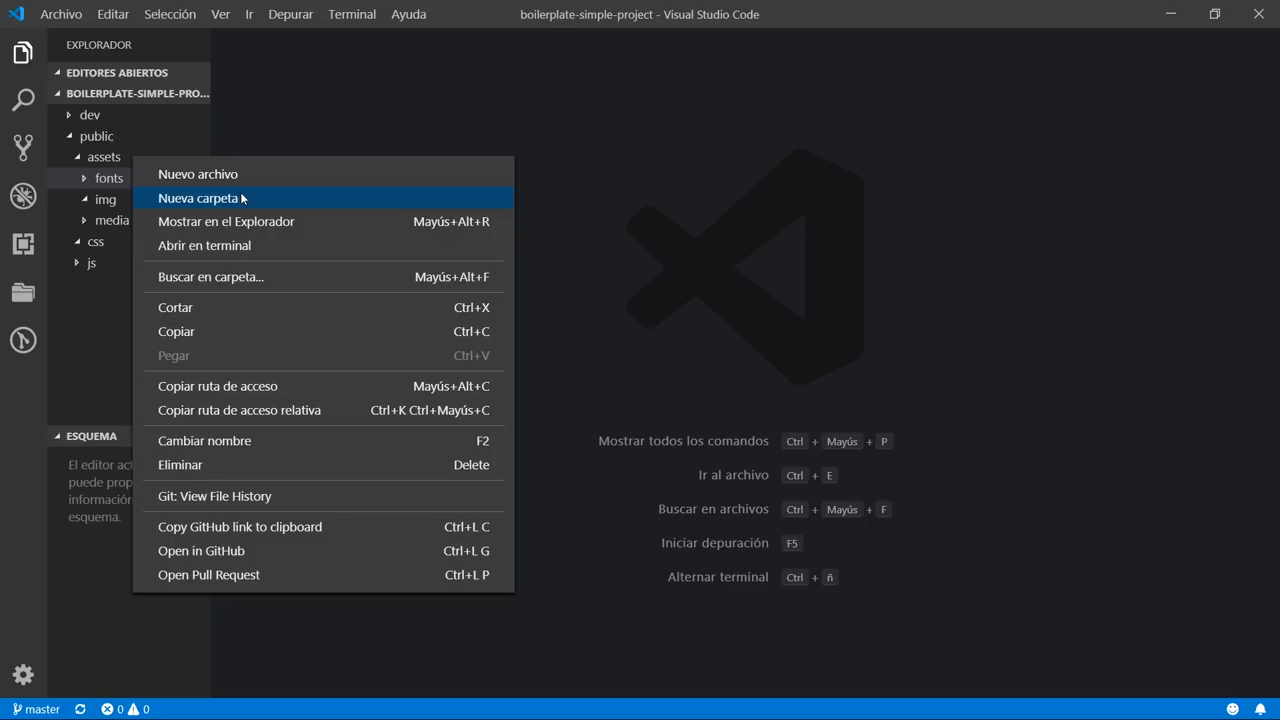 Archivo Editar Selección Ver Ir Depurar Terminal Ayuda boilerplate-simple-project - Visual Studio Code
EXPLORADOR
EDITORES ABIERTOS
BOILERPLATE-SIMPLE-PRO...
dev
public
assets
fonts
img
media
css
js
Nuevo archivo
Nueva carpeta
Mostrar en el Explorador Mayús+Alt+R
Abrir en terminal
Buscar en carpeta... Mayús+Alt+F
Cortar Ctrl+X
Copiar Ctrl+C
Pegar Ctrl+V
Copiar ruta de acceso Mayús+Alt+C
Copiar ruta de acceso relativa Ctrl+K Ctrl+Mayús+C
Cambiar nombre F2
Eliminar Delete
Git: View File History
Copy GitHub link to clipboard Ctrl+L C
Open in GitHub Ctrl+L G
Open Pull Request Ctrl+L P
ESQUEMA
El editor act
puede prop
información
esquema.
Mostrar todos los comandos Ctrl + Mayús + P
Ir al archivo Ctrl + E
Buscar en archivos Ctrl + Mayús + F
Iniciar depuración F5
Alternar terminal Ctrl + ñ
master 0 0